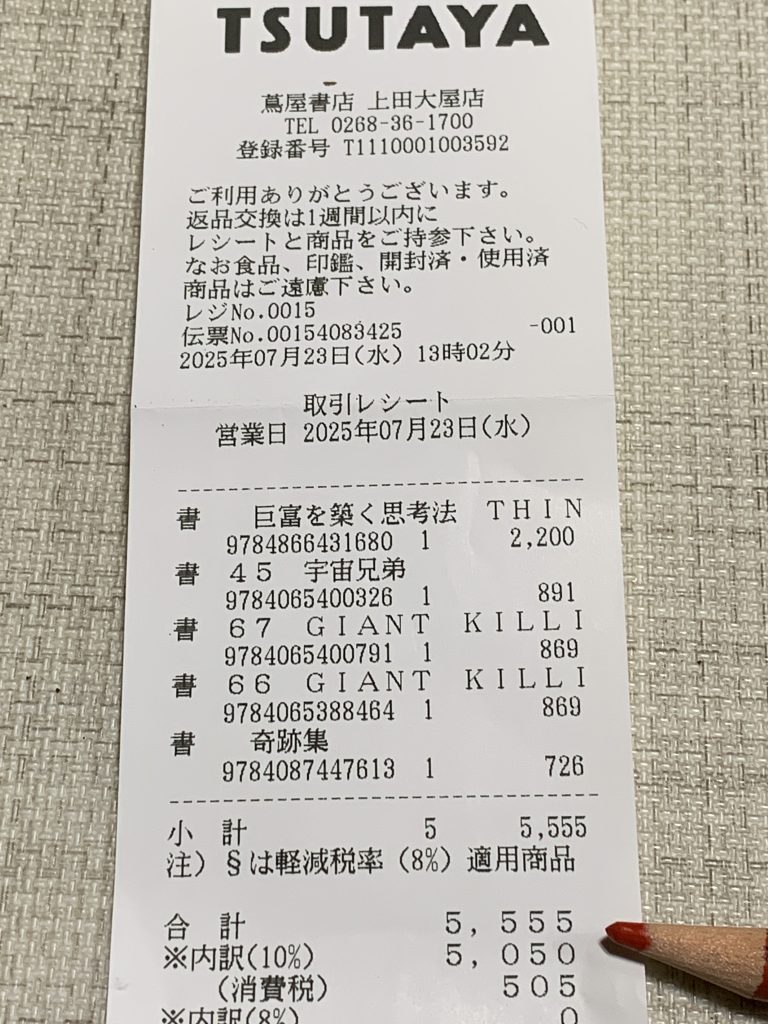 TSUTAYA
蔦屋書店 上田大屋店
TEL 0268-36-1700
登録番号 T1110001003592
ご利用ありがとうございます。
返品交換は1週間以内に
レシートと商品をご持参下さい。
なお食品、印鑑、開封済・使用済
商品はご遠慮下さい。
レジNo.0015
伝票No.00154083425 -001
2025年07月23日(水) 13時02分
取引レシート
営業日 2025年07月23日(水)
書 巨富を築く思考法 THIN
9784866431680 1 2,200
書 45 宇宙兄弟
9784065400326 1 891
書 67 GIANT KILLI
9784065400791 1 869
書 66 GIANT KILLI
9784065388464 1 869
書 奇跡集
9784087447613 1 726
小 計 5 5,555
注) §は軽減税率(8%)適用商品
合 計 5,555
※内訳(10%) 5,050
(消費税) 505
※内訳(8%) 0